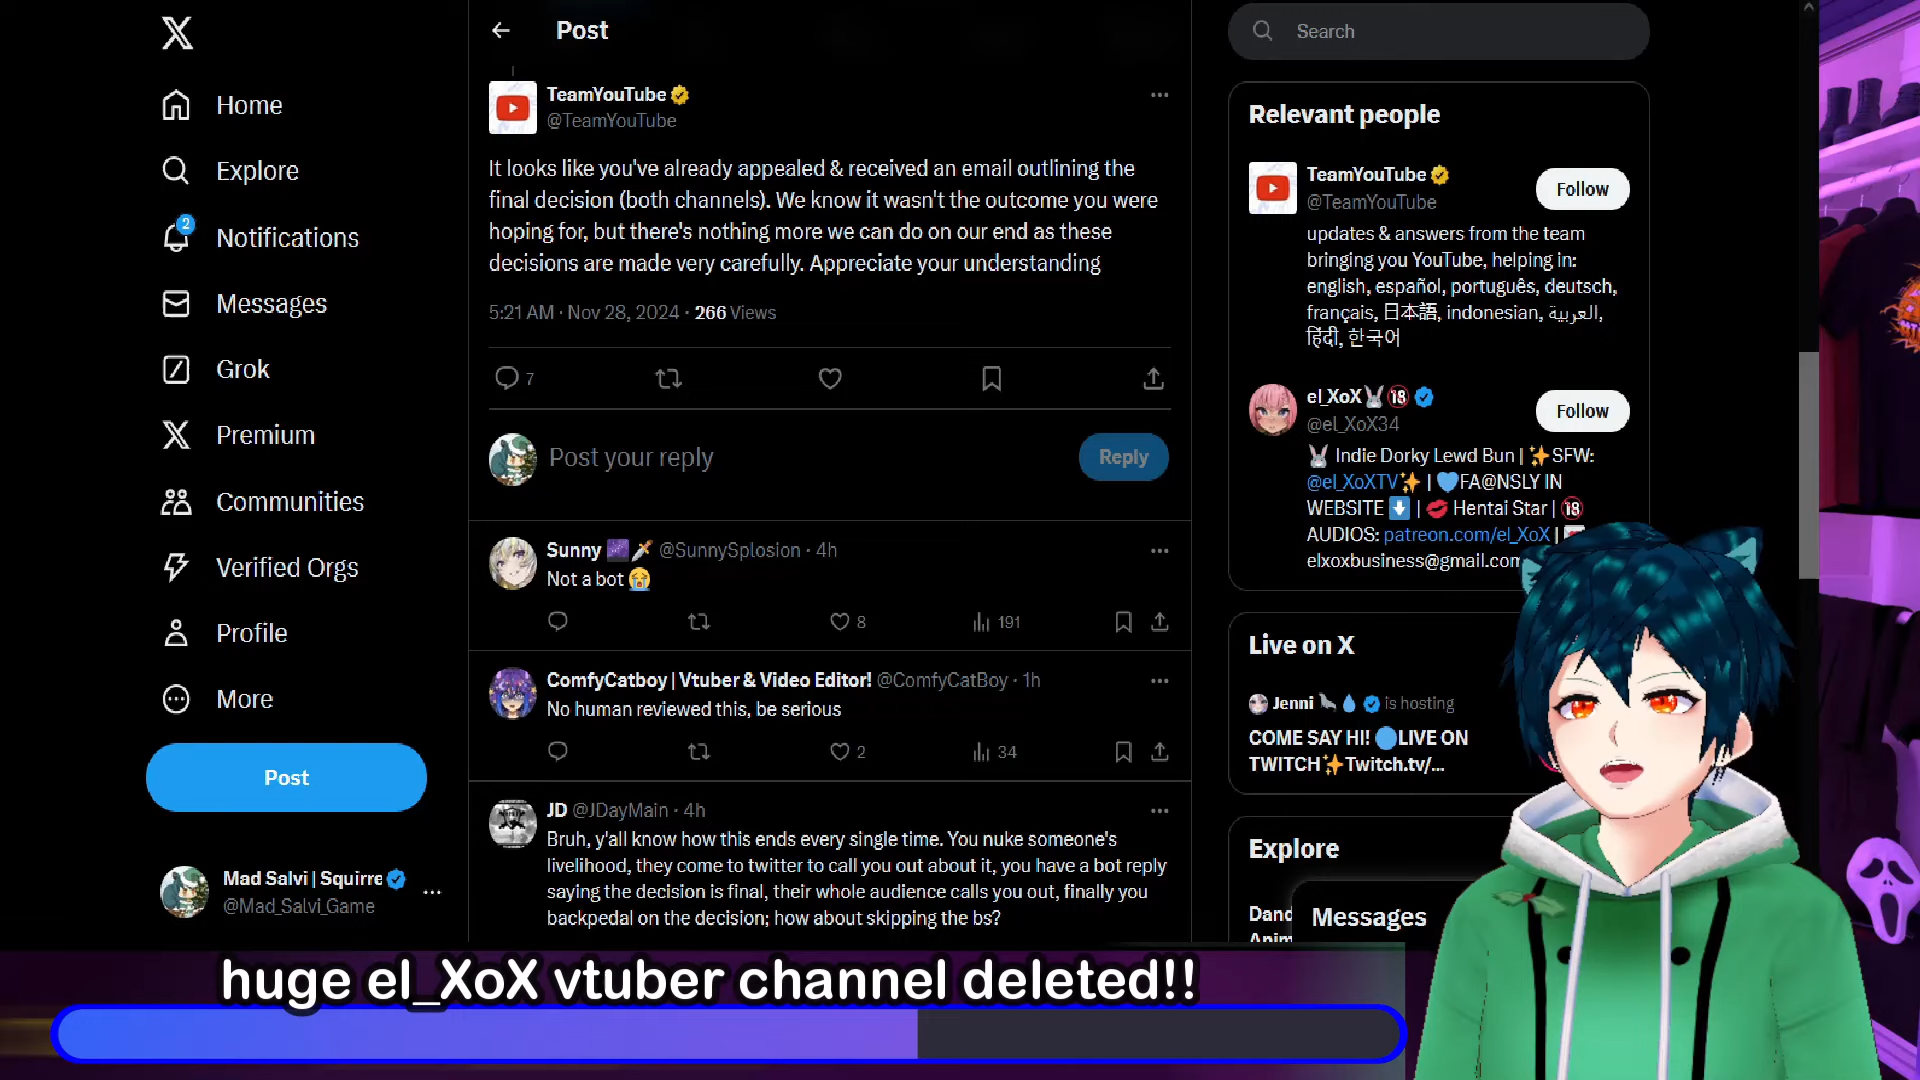 Home
Explore
2
Notifications
Messages
Grok
Premium
Communities
Verified Orgs
Profile
More
Post
Mad Salvi | Squirre
@Mad_Salvi_Game
Post
TeamYouTube
@TeamYouTube
It looks like you've already appealed & received an email outlining the
final decision (both channels). We know it wasn't the outcome you were
hoping for, but there's nothing more we can do on our end as these
decisions are made very carefully. Appreciate your understanding
5:21 AM · Nov 28, 2024 · 266 Views
7
Post your reply
Reply
Sunny @SunnySplosion · 4h
Not a bot 😭
8 191
ComfyCatboy | Vtuber & Video Editor! @ComfyCatBoy · 1h
No human reviewed this, be serious
2 34
JD @JDayMain · 4h
Bruh, y'all know how this ends every single time. You nuke someone's
livelihood, they come to twitter to call you out about it, you have a bot reply
saying the decision is final, their whole audience calls you out, finally you
backpedal on the decision; how about skipping the bs?
Search
Relevant people
TeamYouTube
@TeamYouTube
Follow
updates & answers from the team
bringing you YouTube, helping in:
english, español, português, deutsch,
français, 日本語, indonesian, العربية,
हिंदी, 한국어
el_XoX🐰🔞
@el_XoX34
Follow
🐰 Indie Dorky Lewd Bun | ✨SFW:
@el_XoXTV✨ | 🩵FA@NSLY IN
WEBSITE ⬇️ | 💋 Hentai Star | 🔞
AUDIOS: patreon.com/el_XoX |
elxoxbusiness@gmail.com
Live on X
Jenni is hosting
COME SAY HI! 🔵LIVE ON
TWITCH✨Twitch.tv/...
Explore
Messages
huge el_XoX vtuber channel deleted!!